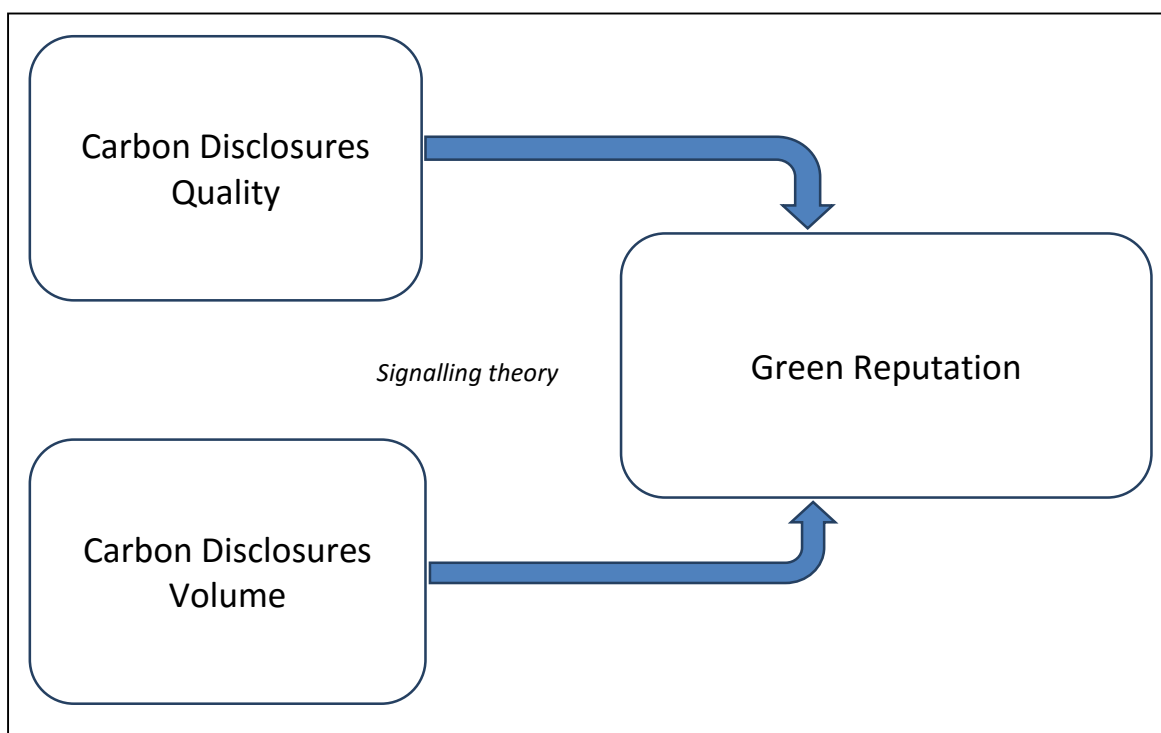 Carbon Disclosures
Quality
Signalling theory
Green Reputation
Carbon Disclosures
Volume